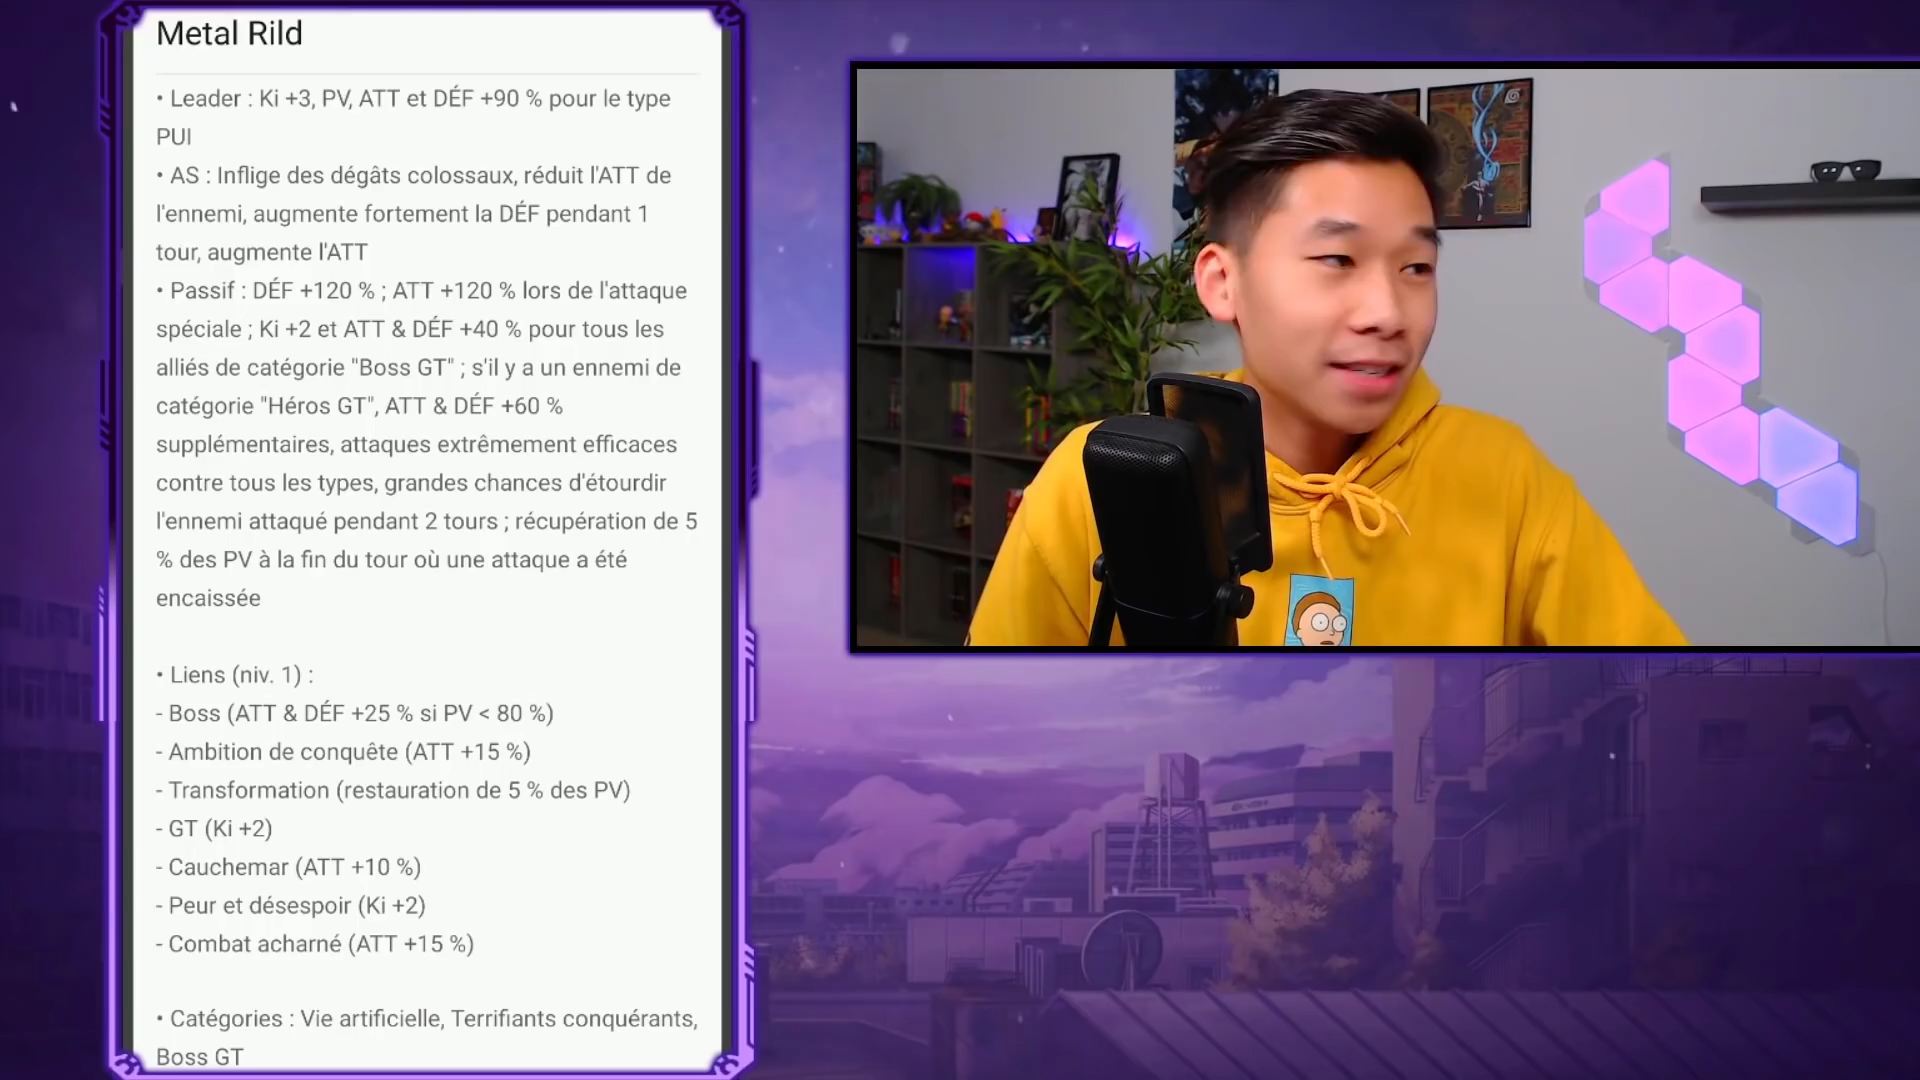 Metal Rild
• Leader : Ki +3, PV, ATT et DÉF +90 % pour le type
PUI
• AS : Inflige des dégâts colossaux, réduit l'ATT de
l'ennemi, augmente fortement la DÉF pendant 1
tour, augmente l'ATT
• Passif : DÉF +120 % ; ATT +120 % lors de l'attaque
spéciale ; Ki +2 et ATT & DÉF +40 % pour tous les
alliés de catégorie "Boss GT" ; s'il y a un ennemi de
catégorie "Héros GT", ATT & DÉF +60 %
supplémentaires, attaques extrêmement efficaces
contre tous les types, grandes chances d'étourdir
l'ennemi attaqué pendant 2 tours ; récupération de 5
% des PV à la fin du tour où une attaque a été
encaissée
• Liens (niv. 1) :
- Boss (ATT & DÉF +25 % si PV < 80 %)
- Ambition de conquête (ATT +15 %)
- Transformation (restauration de 5 % des PV)
- GT (Ki +2)
- Cauchemar (ATT +10 %)
- Peur et désespoir (Ki +2)
- Combat acharné (ATT +15 %)
• Catégories : Vie artificielle, Terrifiants conquérants,
Boss GT